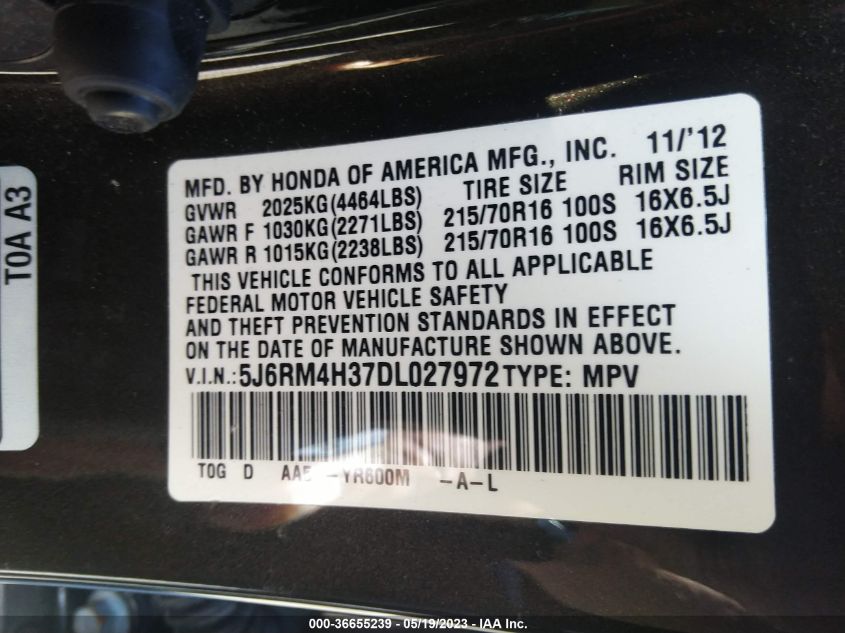 MFD. BY HONDA OF AMERICA MFG., INC. 11/'12
GVWR 2025KG(4464LBS) TIRE SIZE RIM SIZE
GAWR F 1030KG(2271LBS) 215/70R16 100S 16X6.5J
GAWR R 1015KG(2238LBS) 215/70R16 100S 16X6.5J
THIS VEHICLE CONFORMS TO ALL APPLICABLE
FEDERAL MOTOR VEHICLE SAFETY
AND THEFT PREVENTION STANDARDS IN EFFECT
ON THE DATE OF MANUFACTURE SHOWN ABOVE.
V.I.N.: 5J6RM4H37DL027972 TYPE: MPV
TOG D -YR600M -A-L
TOA A3
000-36655239 - 05/19/2023 - IAA Inc.